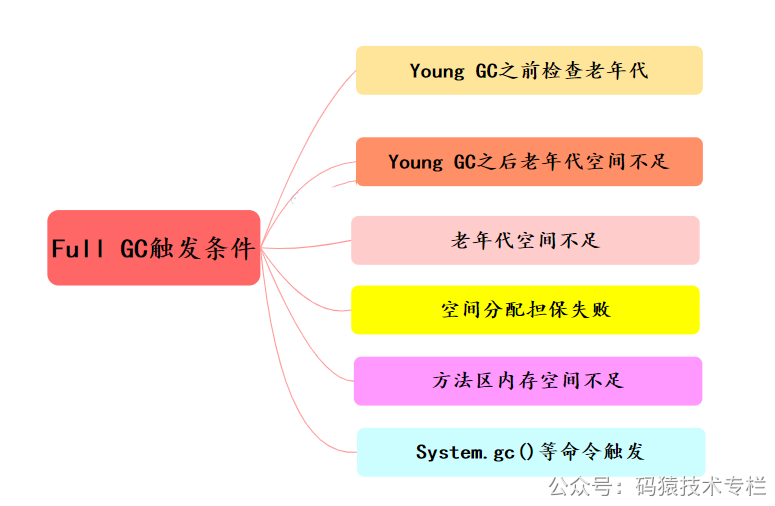 Young GC之前检查老年代
Young GC之后老年代空间不足
Full GC触发条件
老年代空间不足
空间分配担保失败
方法区内存空间不足
System.gc()等命令触发
公众号：码猿技术专栏